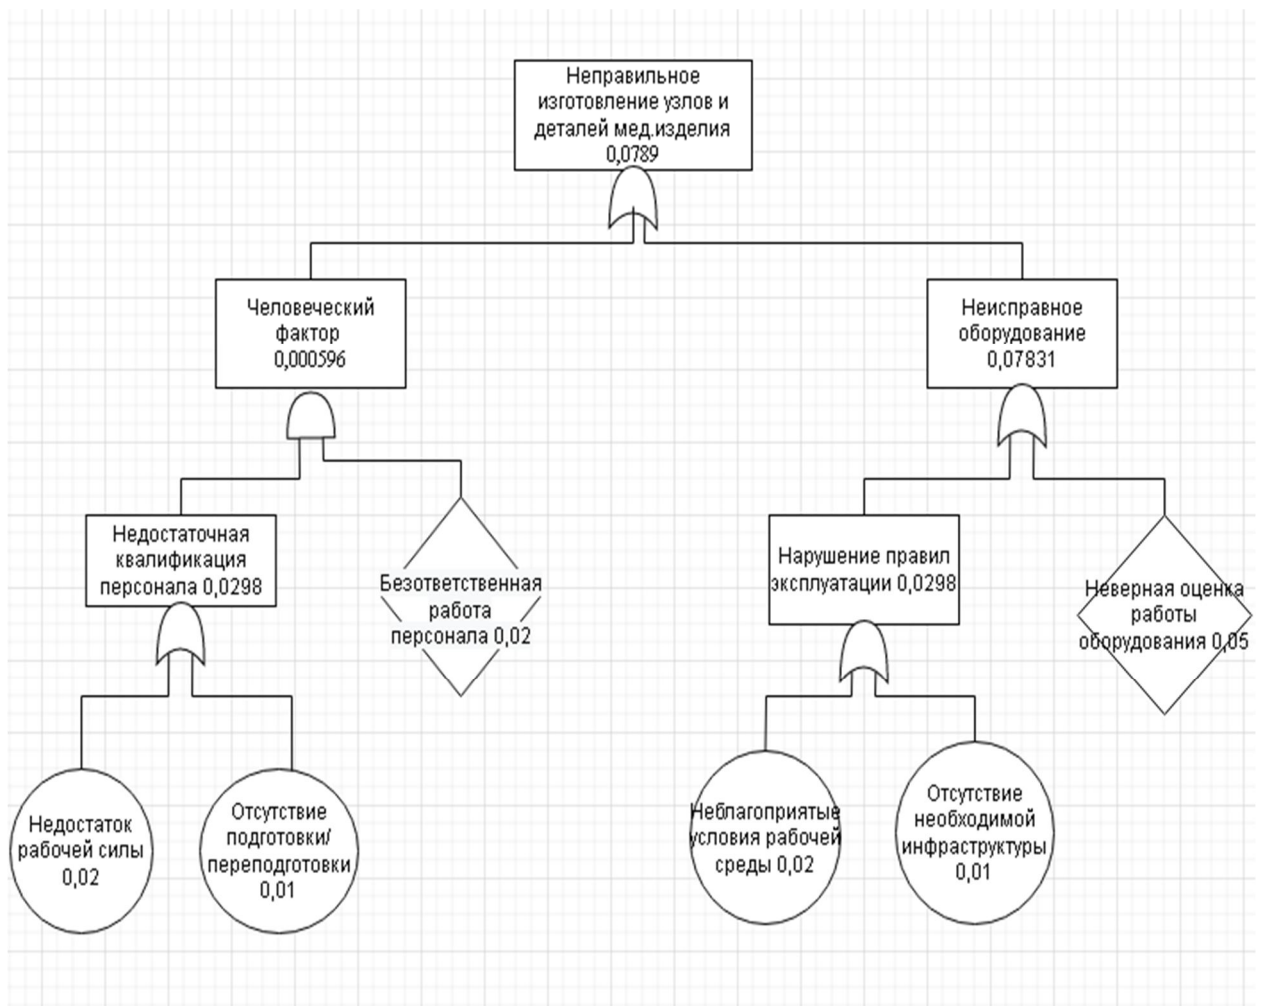 Неправильное
изготовление узлов и
деталей мед.изделия
0,0789
Человеческий
фактор
0,000596
Неисправное
оборудование
0,07831
Недостаточная
квалификация
персонала 0,0298
Безответственная
работа
персонала 0,02
Нарушение правил
эксплуатации 0,0298
Неверная оценка
работы
оборудования 0,05
Недостаток
рабочей силы
0,02
Отсутствие
подготовки/
переподготовки
0,01
Неблагоприятые
условия рабочей
среды 0,02
Отсутствие
необходимой
инфраструктуры
0,01